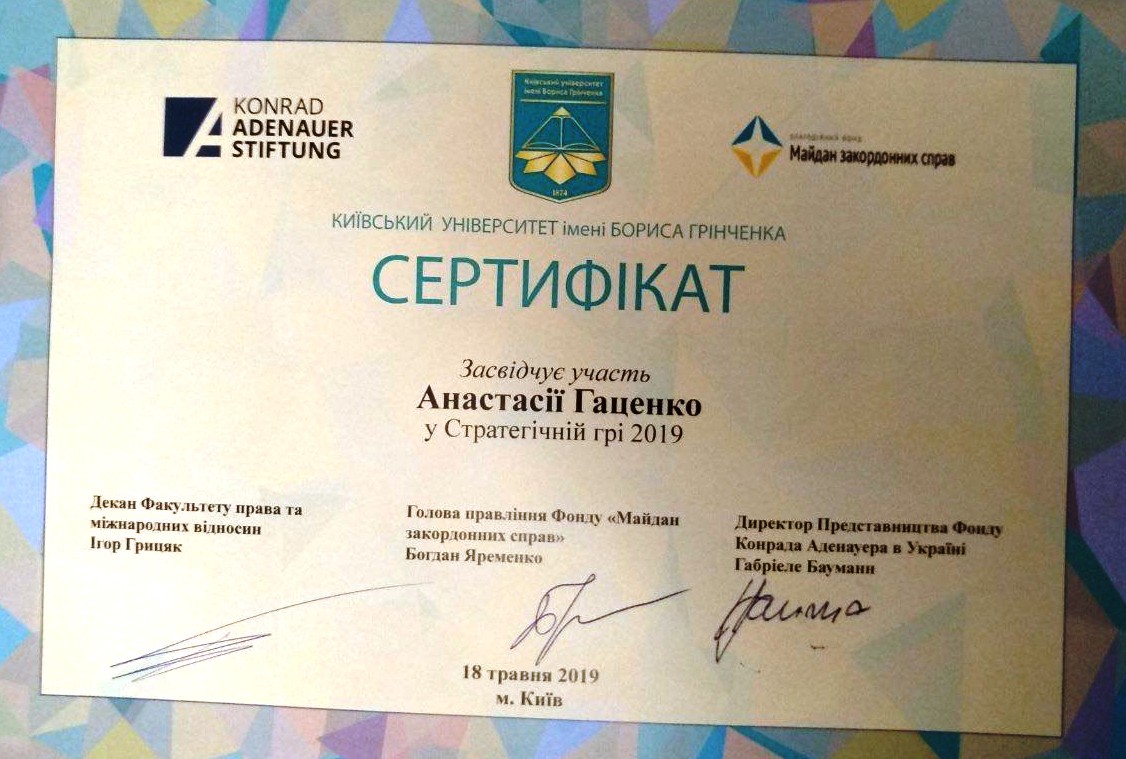 KONRAD
ADENAUER
STIFTUNG
Київський університет
імені Бориса Грінченка
1874
благодійний фонд
Майдан закордонних справ
КИЇВСЬКИЙ УНІВЕРСИТЕТ імені БОРИСА ГРІНЧЕНКА
СЕРТИФІКАТ
Засвідчує участь
Анастасії Гаценко
у Стратегічній грі 2019
Декан Факультету права та
міжнародних відносин
Ігор Грицяк
Голова правління Фонду «Майдан
закордонних справ»
Богдан Яременко
Директор Представництва Фонду
Конрада Аденауера в Україні
Габріеле Бауманн
18 травня 2019
м. Київ